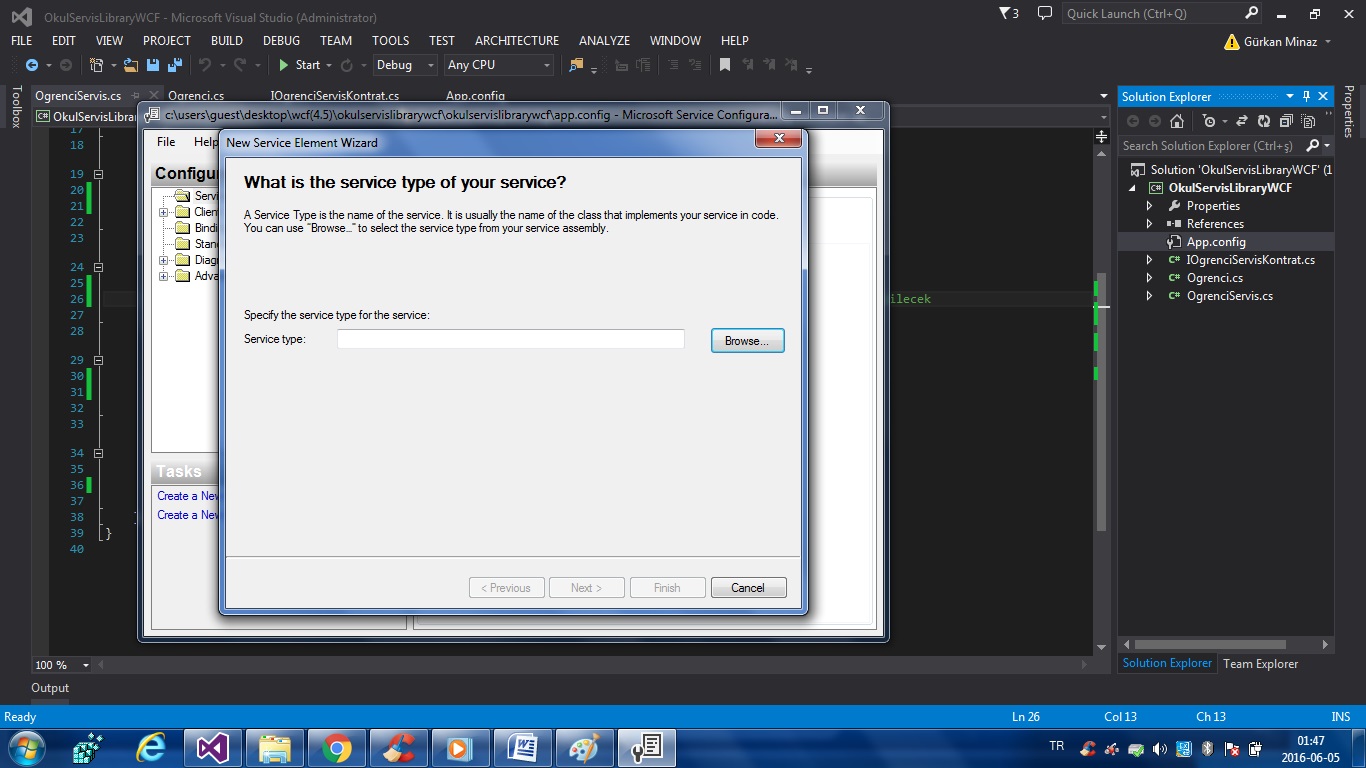 OkulServisLibraryWCF - Microsoft Visual Studio (Administrator)
3
Quick Launch (Ctrl+Q)
FILE EDIT VIEW PROJECT BUILD DEBUG TEAM TOOLS TEST ARCHITECTURE ANALYZE WINDOW HELP
Gürkan Minaz
Start Debug Any CPU
Toolbox
OgrenciServis.cs Ogrenci.cs IOgrenciServisKontrat.cs App.config
OkulServisLibrar
c:\users\guest\desktop\wcf(4.5)\okulservislibrarywcf\okulservislibrarywcf\app.config - Microsoft Service Configura...
File Help
Configu
Servi
Clien
Bindi
Stan
Diag
Adva
Tasks
Create a New
Create a New
New Service Element Wizard
What is the service type of your service?
A Service Type is the name of the service. It is usually the name of the class that implements your service in code.
You can use "Browse..." to select the service type from your service assembly.
Specify the service type for the service:
Service type:
Browse...
< Previous Next > Finish Cancel
17
18
19
20
21
22
23
24
25
26
ilecek
27
28
29
30
31
32
33
34
35
36
37
38
39 }
40
Solution Explorer
Search Solution Explorer (Ctrl+ş)
Solution 'OkulServisLibraryWCF' (1
OkulServisLibraryWCF
Properties
References
App.config
IOgrenciServisKontrat.cs
Ogrenci.cs
OgrenciServis.cs
Properties
Solution Explorer Team Explorer
100 %
Output
Ready Ln 26 Col 13 Ch 13 INS
TR
01:47
2016-06-05